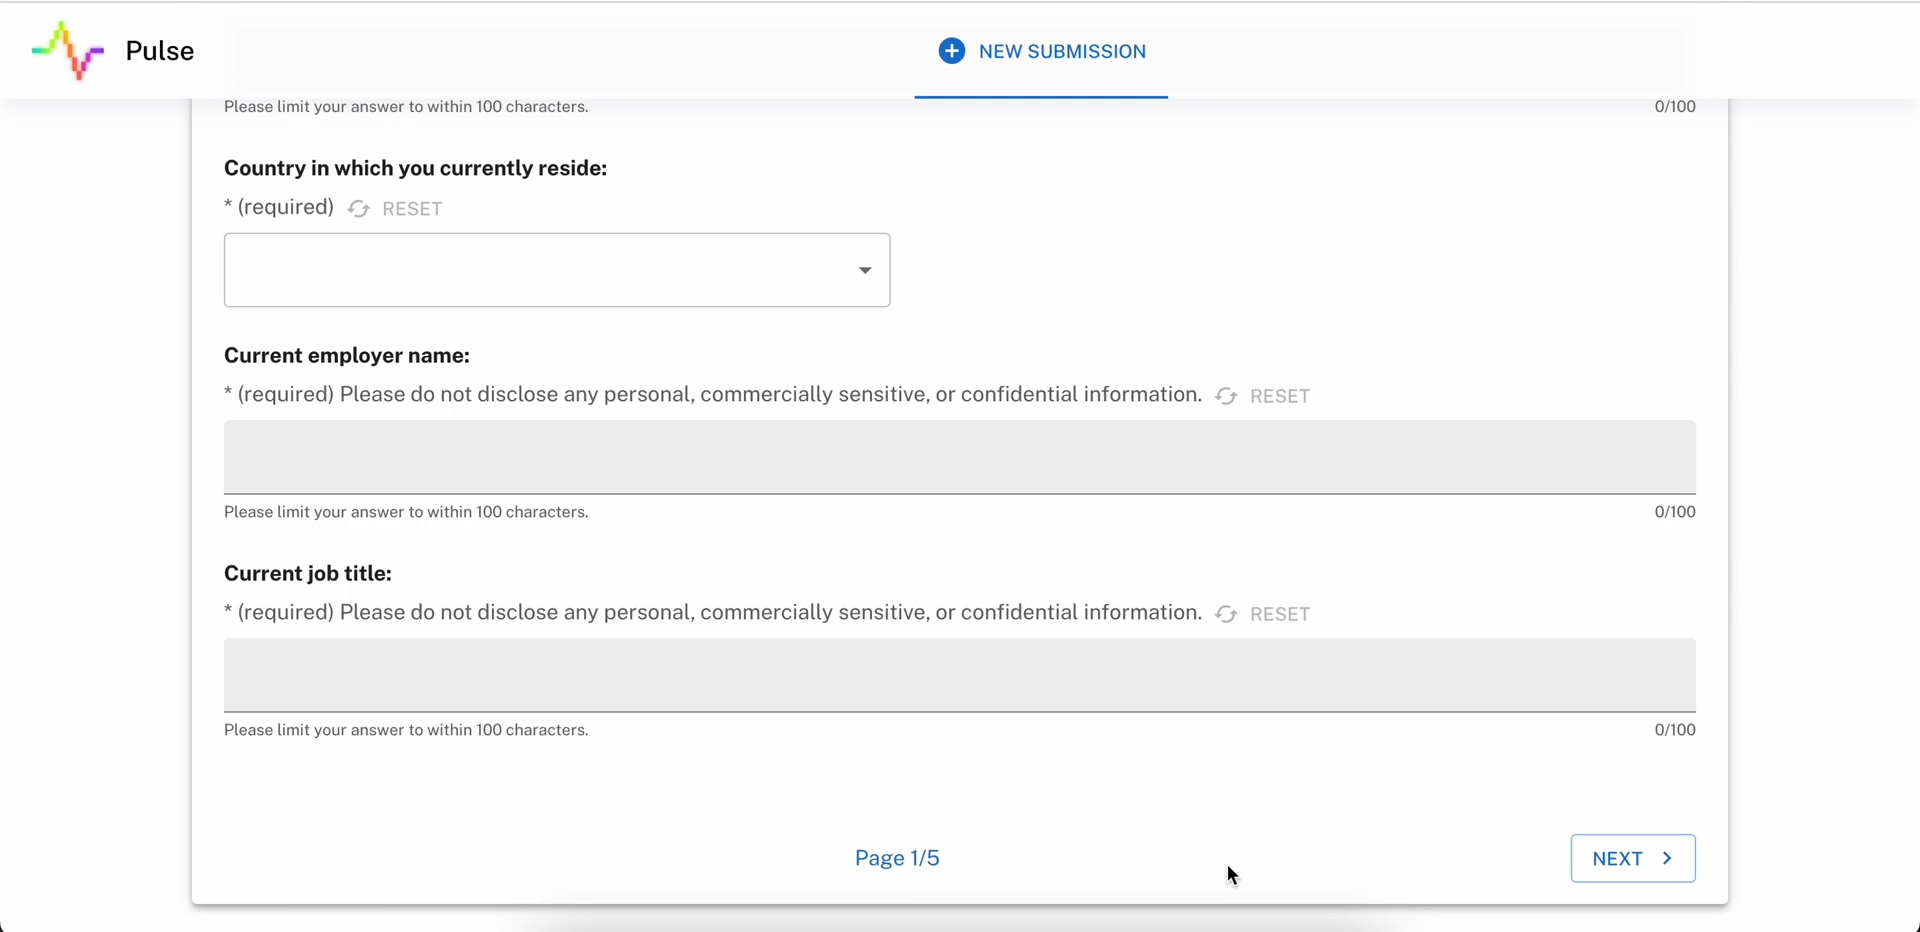 Pulse
NEW SUBMISSION
Please limit your answer to within 100 characters. 0/100
Country in which you currently reside:
* (required) RESET
Current employer name:
* (required) Please do not disclose any personal, commercially sensitive, or confidential information. RESET
Please limit your answer to within 100 characters. 0/100
Current job title:
* (required) Please do not disclose any personal, commercially sensitive, or confidential information. RESET
Please limit your answer to within 100 characters. 0/100
Page 1/5
NEXT